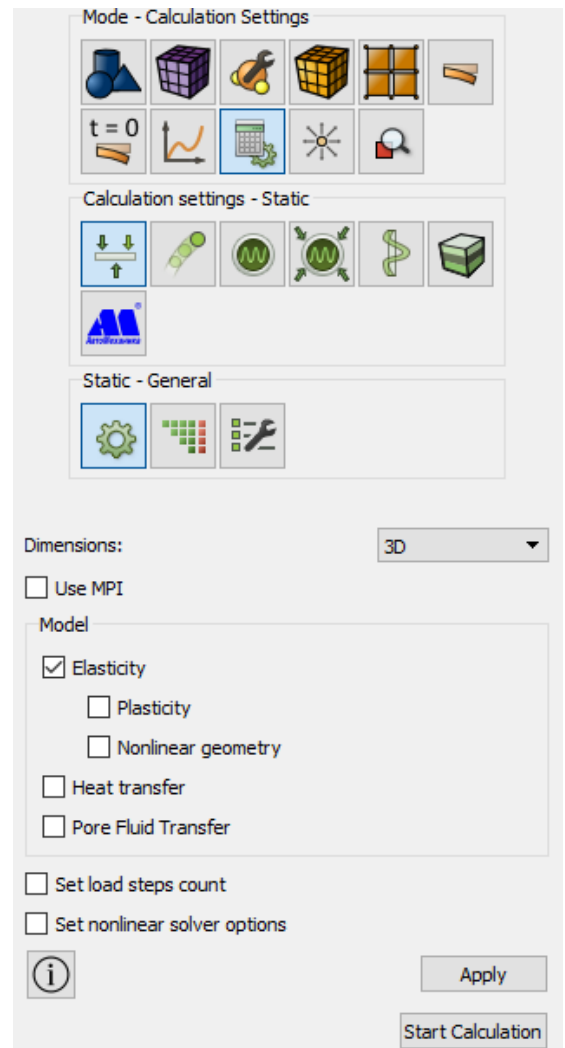 Mode - Calculation Settings
t = 0
Calculation settings - Static
АвтоМеханика
Static - General
Dimensions:
3D
Use MPI
Model
Elasticity
Plasticity
Nonlinear geometry
Heat transfer
Pore Fluid Transfer
Set load steps count
Set nonlinear solver options
i
Apply
Start Calculation